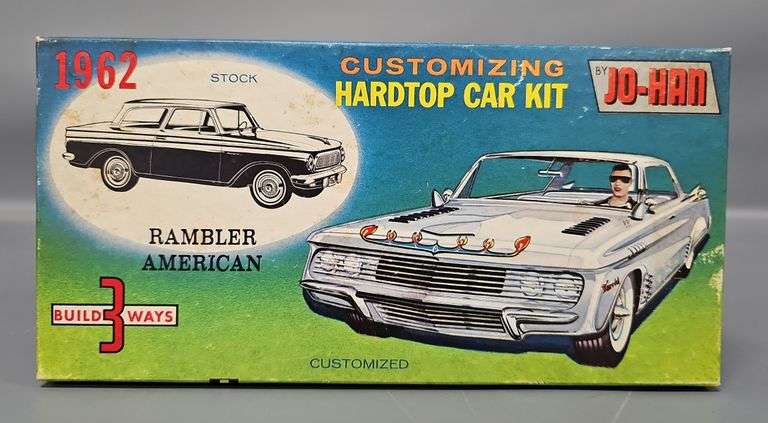 1962
STOCK
CUSTOMIZING
HARDTOP CAR KIT
BY JO-HAN
RAMBLER
AMERICAN
BUILD 3 WAYS
CUSTOMIZED